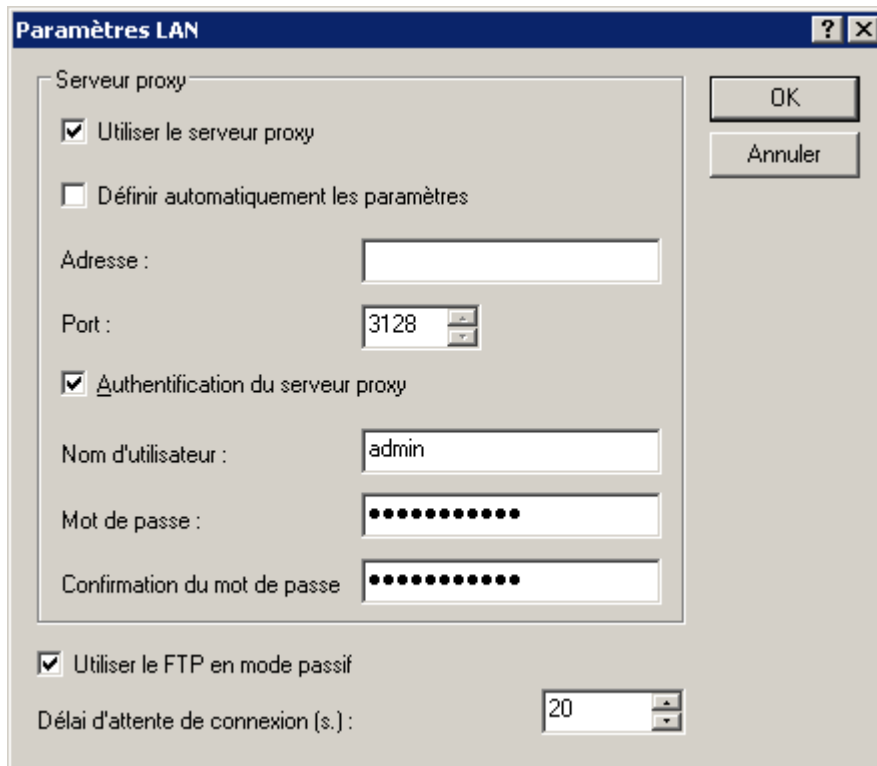 Paramètres LAN
Serveur proxy
OK
Utiliser le serveur proxy
Annuler
Définir automatiquement les paramètres
Adresse :
Port : 3128
Authentification du serveur proxy
Nom d'utilisateur : admin
Mot de passe : •••••••••••
Confirmation du mot de passe •••••••••••
Utiliser le FTP en mode passif
Délai d'attente de connexion (s.) : 20